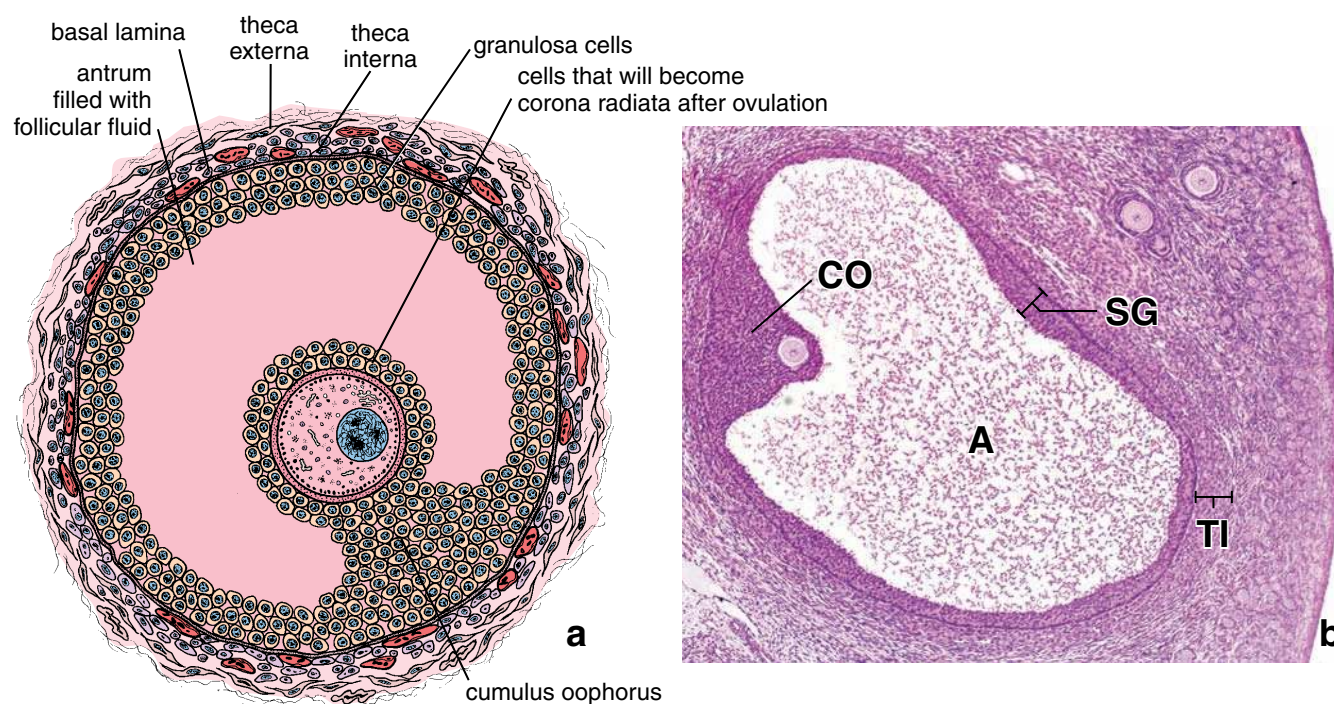 basal lamina
theca
externa
theca
interna
granulosa cells
antrum
filled with
follicular fluid
cells that will become
corona radiata after ovulation
CO
SG
A
TI
a
b
cumulus oophorus